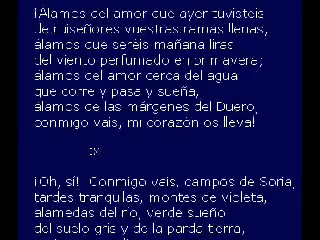 ¡Álamos del amor que ayer tuvisteis
de ruiseñores vuestras ramas llenas,
álamos que seréis mañana liras
del viento perfumado en primavera;
álamos del amor cerca del agua
que corre y pasa y sueña,
álamos de las márgenes del Duero,
conmigo vais, mi corazón os lleva!
IX
¡Oh, sí! Conmigo vais, campos de Soria,
tardes tranquilas, montes de violeta,
alamedas del río, verde sueño
del suelo gris y de la parda tierra,